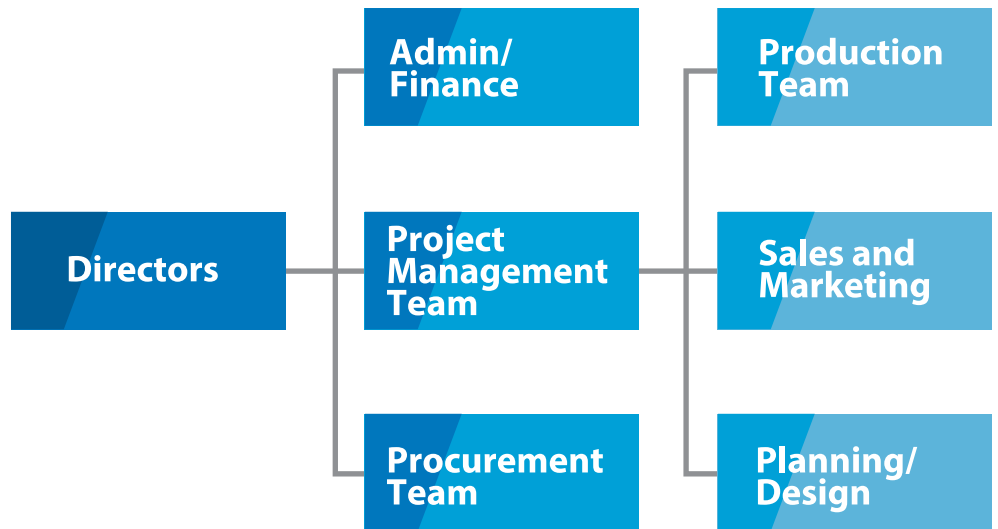 Directors
Admin/
Finance
Project
Management
Team
Procurement
Team
Production
Team
Sales and
Marketing
Planning/
Design